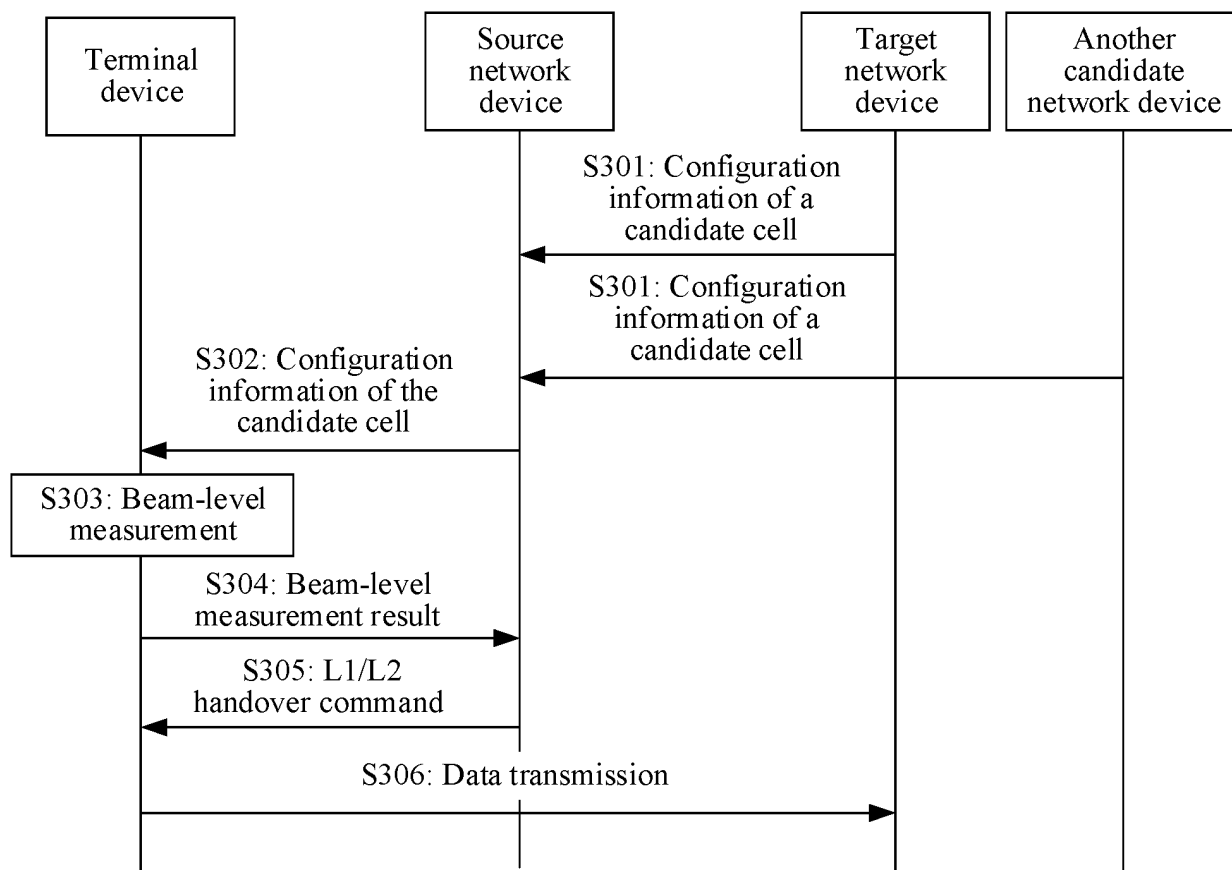 Terminal
device
Source
network
device
Target
network
device
Another
candidate
network device
S301: Configuration
information of a
candidate cell
S301: Configuration
information of a
candidate cell
S302: Configuration
information of the
candidate cell
S303: Beam-level
measurement
S304: Beam-level
measurement result
S305: L1/L2
handover command
S306: Data transmission